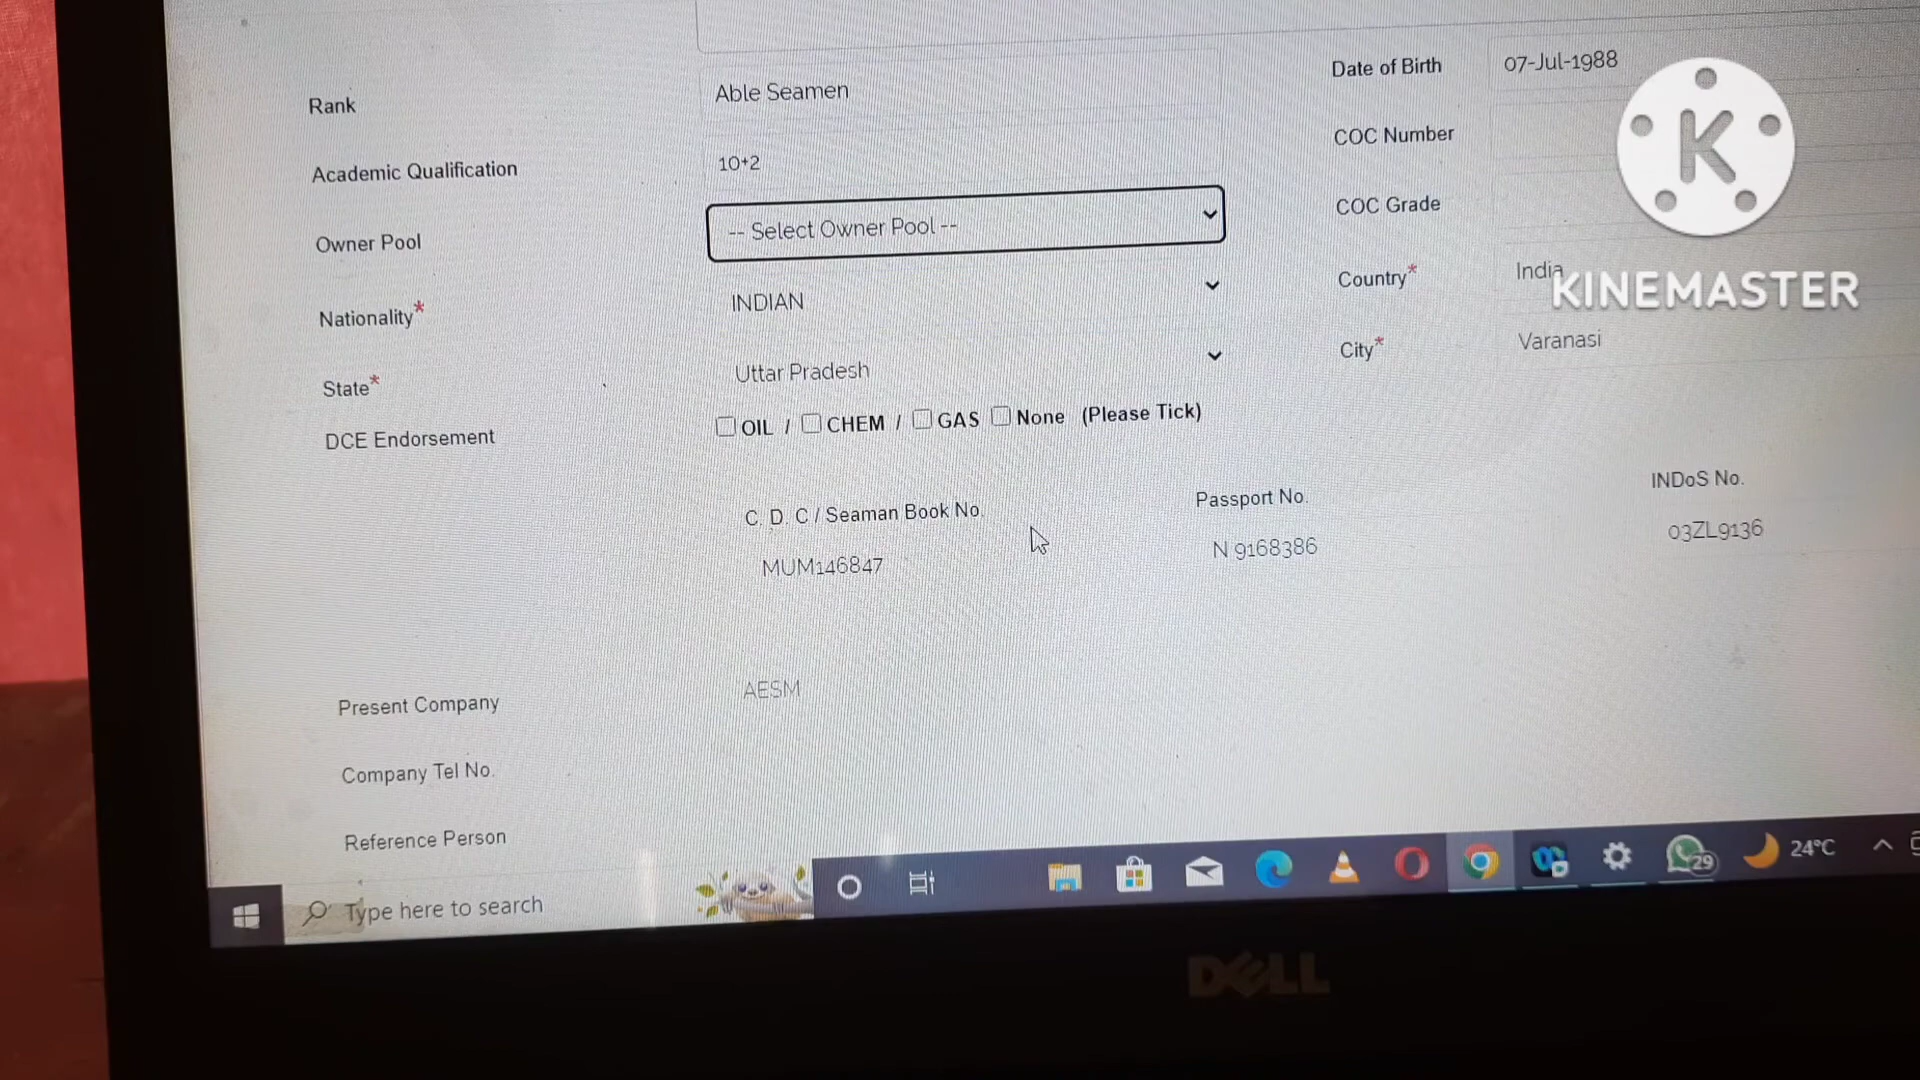 Rank Able Seamen Date of Birth 07-Jul-1988
Academic Qualification 10+2 COC Number
Owner Pool -- Select Owner Pool -- COC Grade
Nationality* INDIAN Country* India
State* Uttar Pradesh City* Varanasi
DCE Endorsement OIL / CHEM / GAS None (Please Tick)
C. D. C / Seaman Book No. Passport No. INDoS No.
MUM146847 N 9168386 03ZL9136
Present Company AESM
Company Tel No.
Reference Person
Type here to search 29 24°C
DELL
K
KINEMASTER